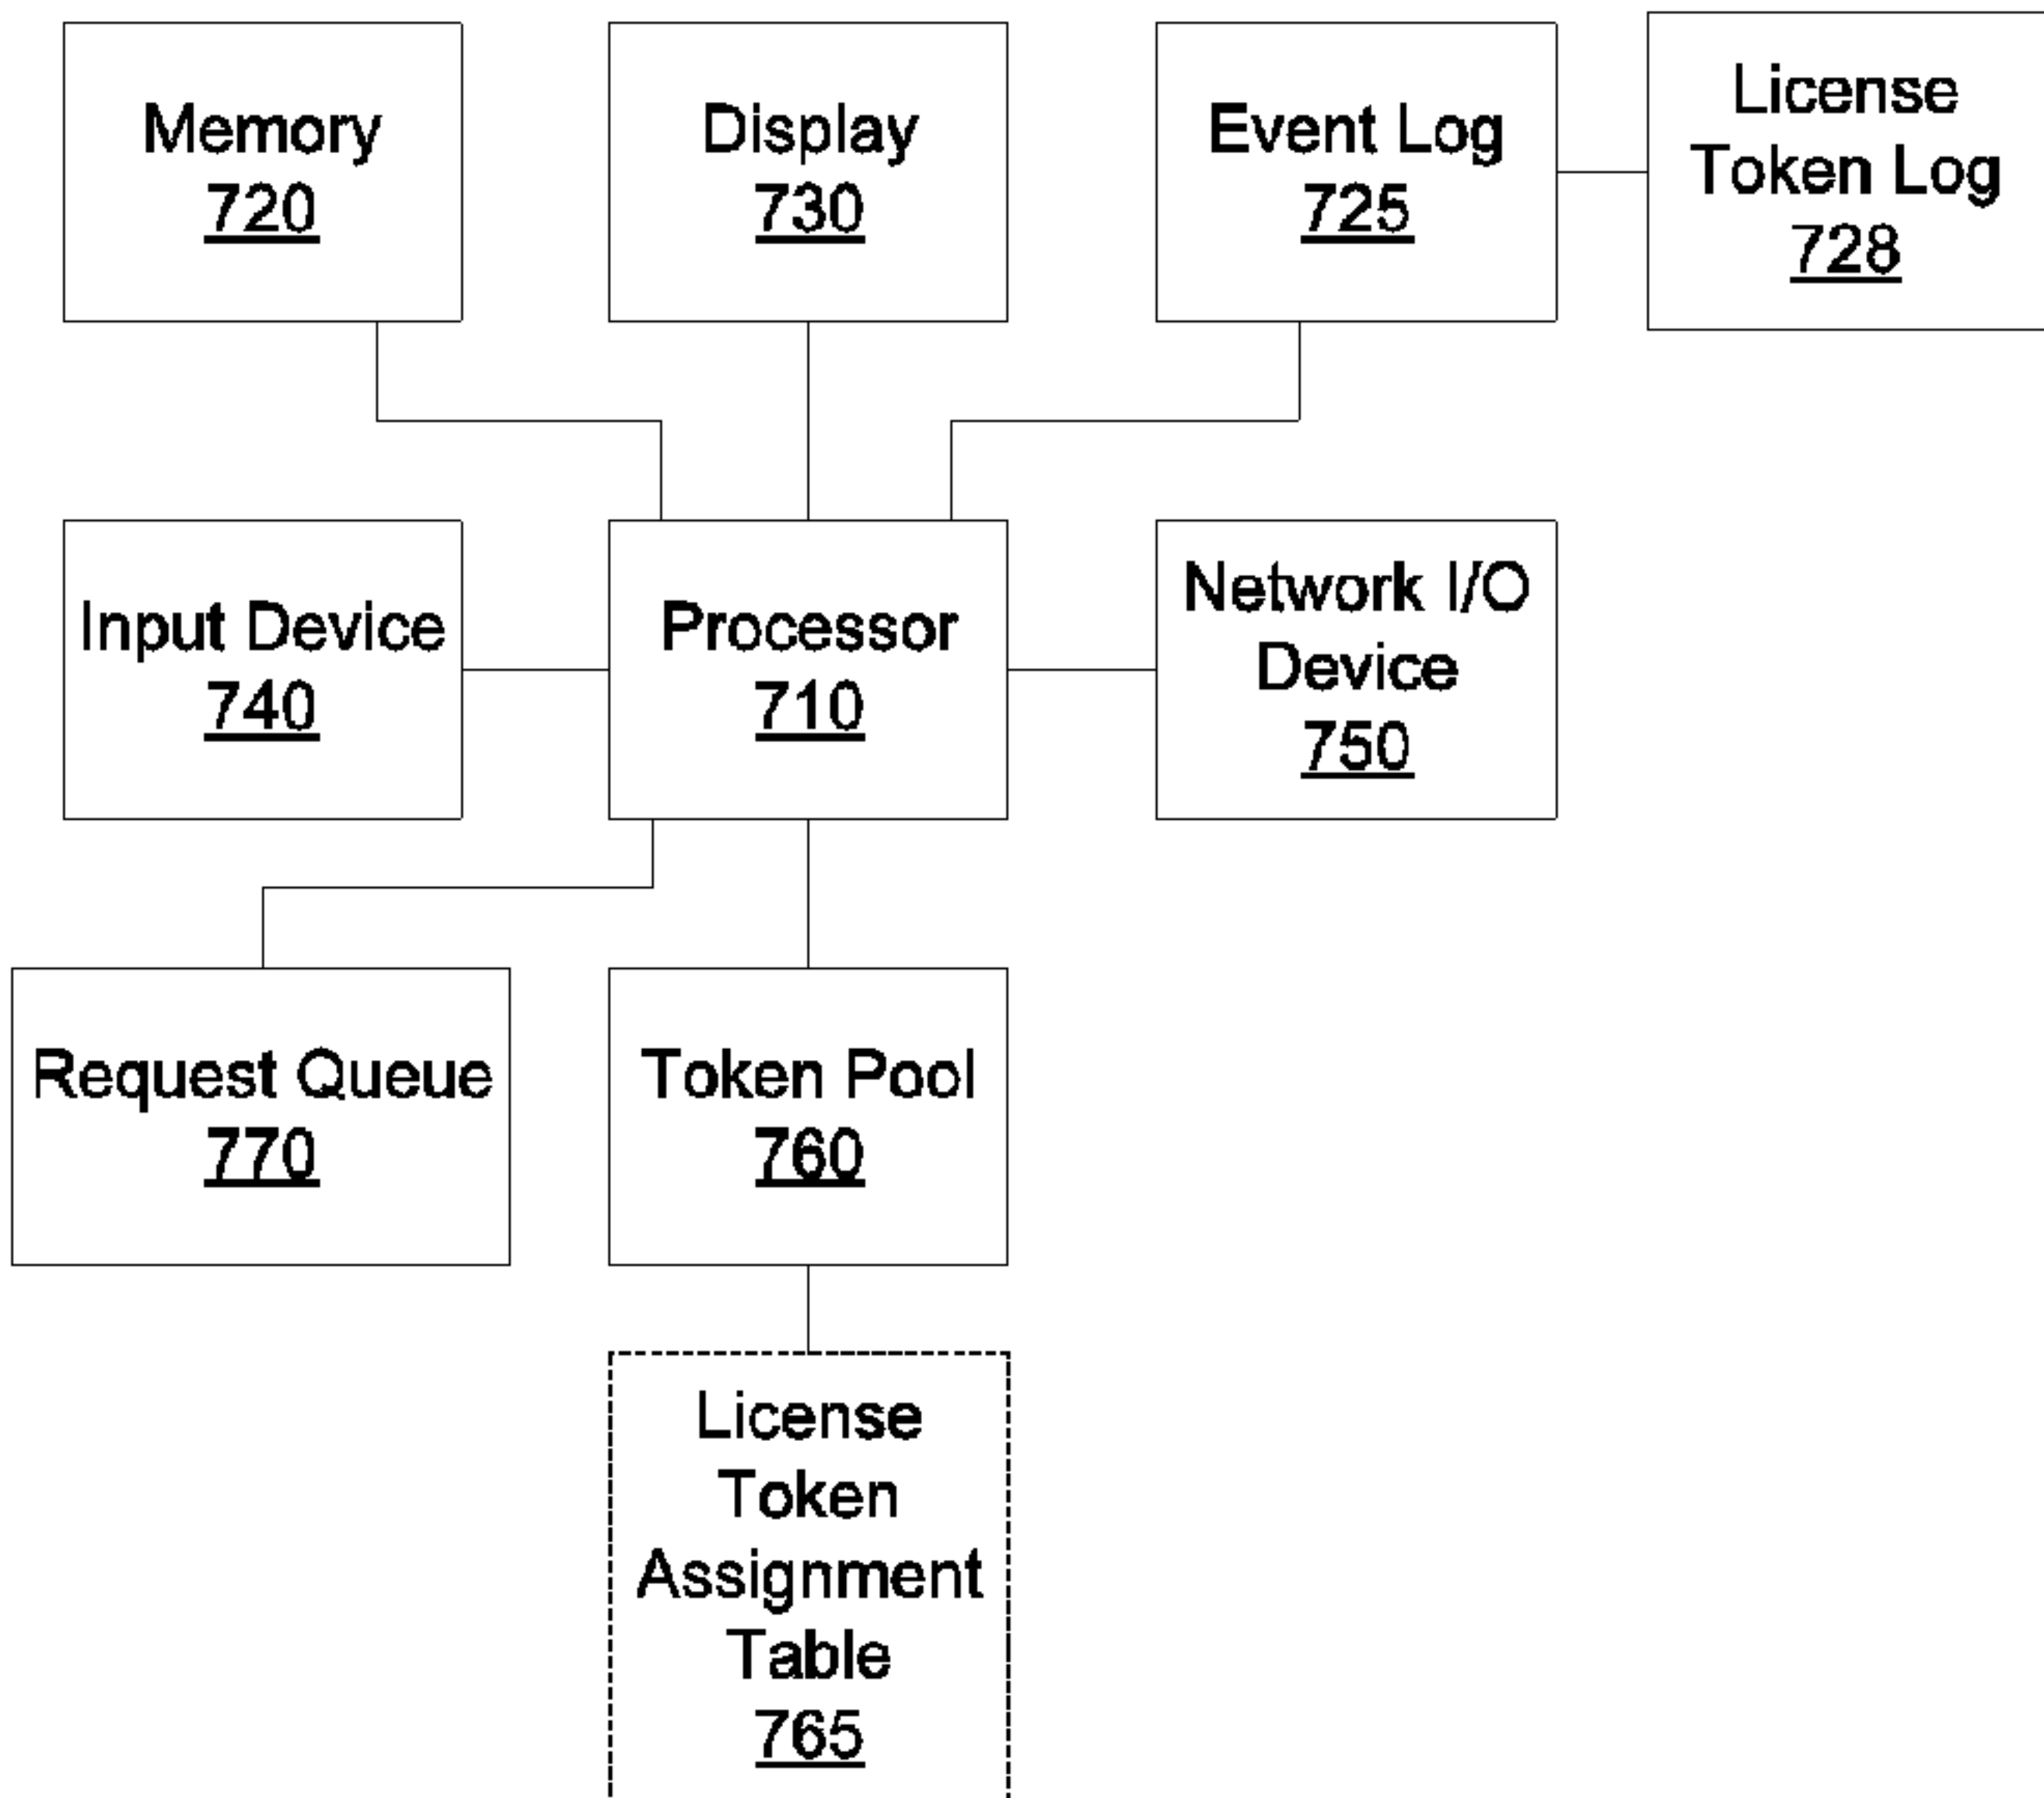 Memory
720
Display
730
Event Log
725
License
Token Log
728
Input Device
740
Processor
710
Network I/O
Device
750
Request Queue
770
Token Pool
760
License
Token
Assignment
Table
765